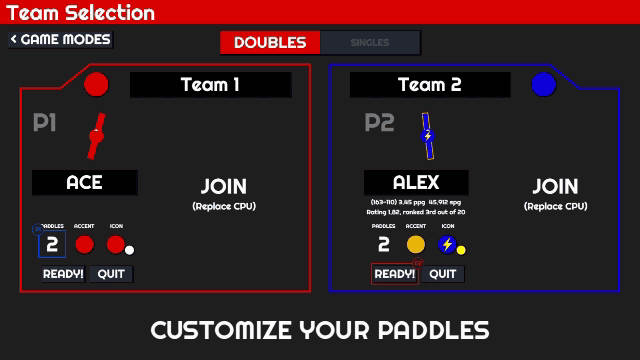 Team Selection
< GAME MODES
DOUBLES
SINGLES
Team 1
P1
ACE
JOIN
(Replace CPU)
PADDLES ACCENT ICON
2
READY! QUIT
Team 2
P2
ALEX
(163-110) 3.45 ppg 45.912 spg
Rating 1.82, ranked 3rd out of 20
JOIN
(Replace CPU)
PADDLES ACCENT ICON
2
READY! QUIT
CUSTOMIZE YOUR PADDLES